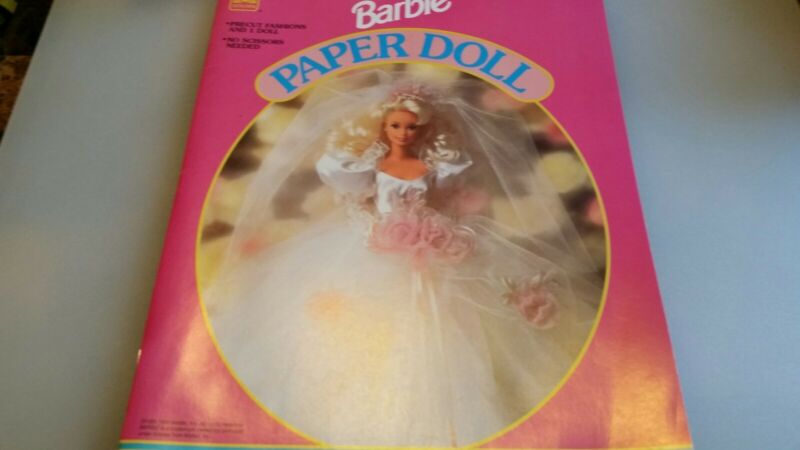 Barbie
• PRECUT FASHIONS
AND 1 DOLL
• NO SCISSORS
NEEDED
PAPER DOLL